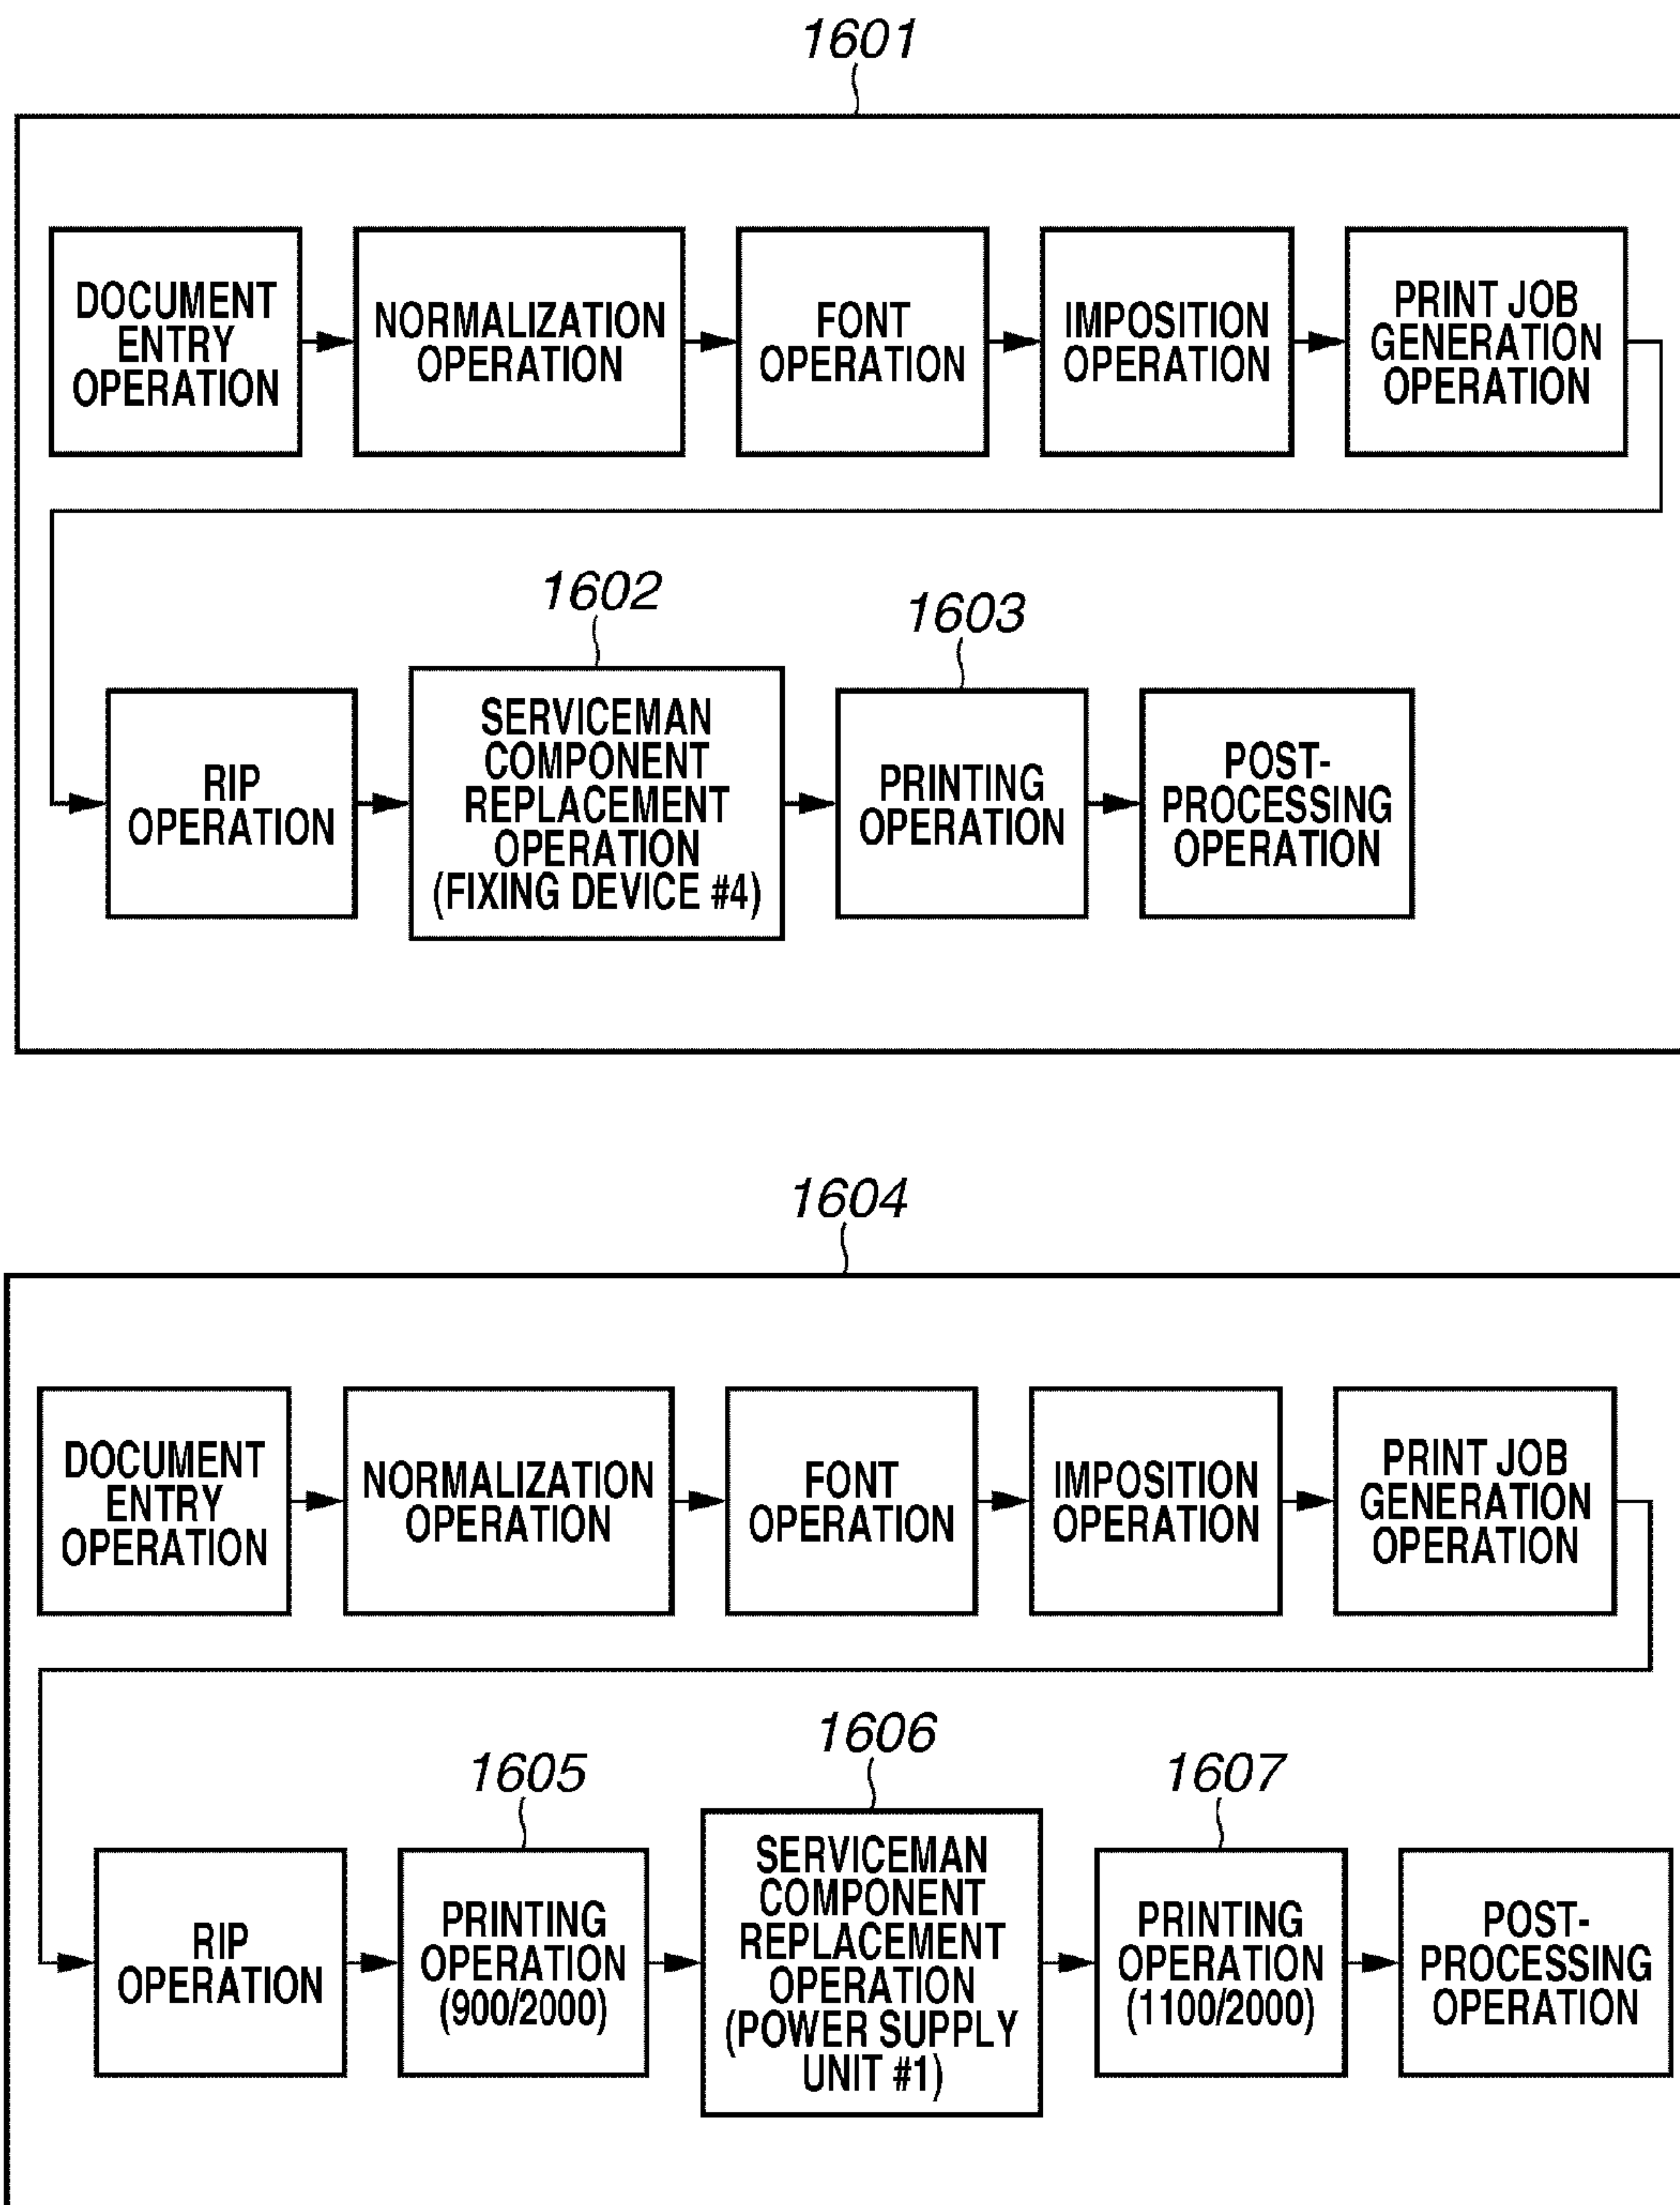 1601
DOCUMENT
ENTRY
OPERATION
NORMALIZATION
OPERATION
FONT
OPERATION
IMPOSITION
OPERATION
PRINT JOB
GENERATION
OPERATION
1602
1603
RIP
OPERATION
SERVICEMAN
COMPONENT
REPLACEMENT
OPERATION
(FIXING DEVICE #4)
PRINTING
OPERATION
POST-
PROCESSING
OPERATION
1604
DOCUMENT
ENTRY
OPERATION
NORMALIZATION
OPERATION
FONT
OPERATION
IMPOSITION
OPERATION
PRINT JOB
GENERATION
OPERATION
1605
1606
1607
RIP
OPERATION
PRINTING
OPERATION
(900/2000)
SERVICEMAN
COMPONENT
REPLACEMENT
OPERATION
(POWER SUPPLY
UNIT #1)
PRINTING
OPERATION
(1100/2000)
POST-
PROCESSING
OPERATION